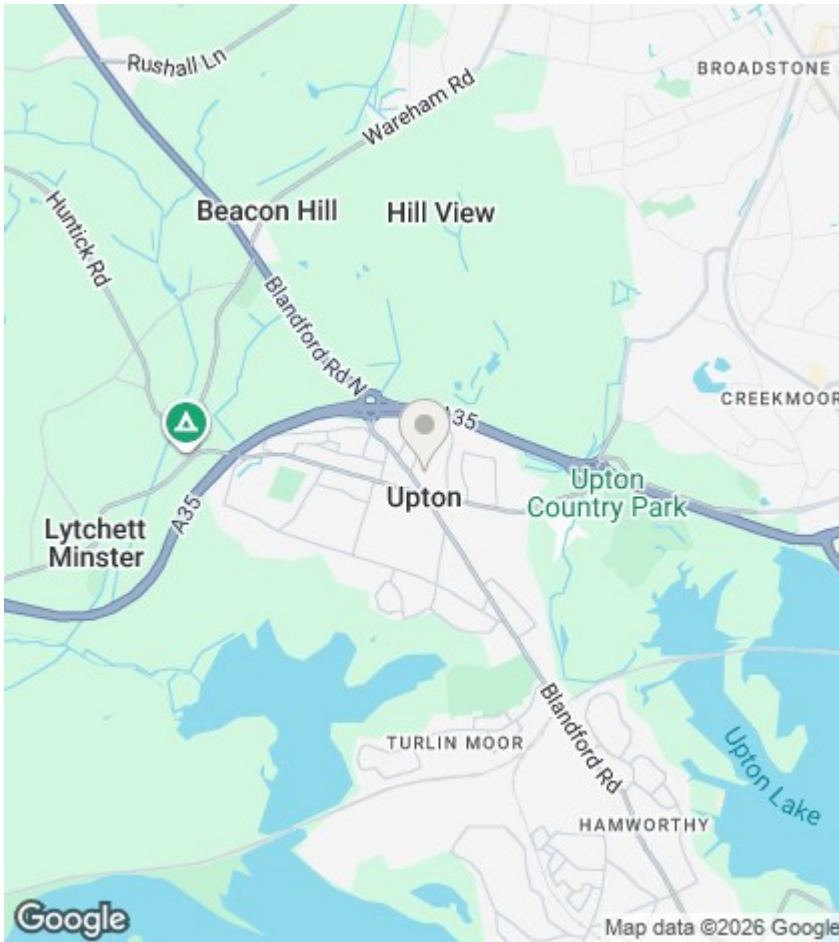 Rushall Ln
BROADSTONE
Wareham Rd
Beacon Hill
Hill View
Huntick Rd
Blandford Rd N
CREEKMOOR
A35
Upton
Upton
Country Park
A35
Lytchett
Minster
Blandford Rd
TURLIN MOOR
Upton Lake
HAMWORTHY
Google
Map data ©2026 Google